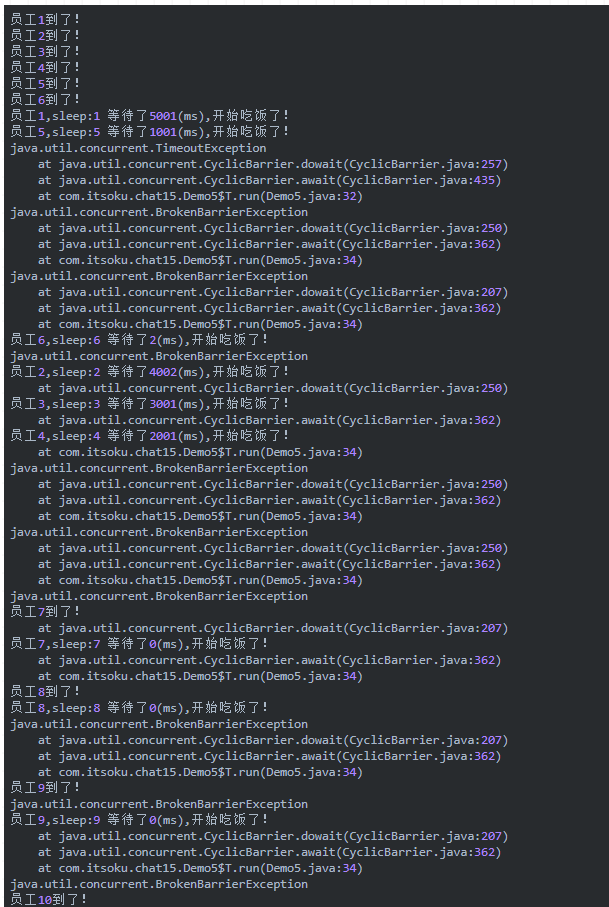 员工1到了!
员工2到了!
员工3到了!
员工4到了!
员工5到了!
员工6到了!
员工1,sleep:1 等待了5001(ms),开始吃饭了!
员工5,sleep:5 等待了1001(ms),开始吃饭了!
java.util.concurrent.TimeoutException
    at java.util.concurrent.CyclicBarrier.dowait(CyclicBarrier.java:257)
    at java.util.concurrent.CyclicBarrier.await(CyclicBarrier.java:435)
    at com.itsoku.chat15.Demo5$T.run(Demo5.java:32)
java.util.concurrent.BrokenBarrierException
    at java.util.concurrent.CyclicBarrier.dowait(CyclicBarrier.java:250)
    at java.util.concurrent.CyclicBarrier.await(CyclicBarrier.java:362)
    at com.itsoku.chat15.Demo5$T.run(Demo5.java:34)
java.util.concurrent.BrokenBarrierException
    at java.util.concurrent.CyclicBarrier.dowait(CyclicBarrier.java:207)
    at java.util.concurrent.CyclicBarrier.await(CyclicBarrier.java:362)
    at com.itsoku.chat15.Demo5$T.run(Demo5.java:34)
员工6,sleep:6 等待了2(ms),开始吃饭了!
java.util.concurrent.BrokenBarrierException
员工2,sleep:2 等待了4002(ms),开始吃饭了!
    at java.util.concurrent.CyclicBarrier.dowait(CyclicBarrier.java:250)
员工3,sleep:3 等待了3001(ms),开始吃饭了!
    at java.util.concurrent.CyclicBarrier.await(CyclicBarrier.java:362)
员工4,sleep:4 等待了2001(ms),开始吃饭了!
    at com.itsoku.chat15.Demo5$T.run(Demo5.java:34)
java.util.concurrent.BrokenBarrierException
    at java.util.concurrent.CyclicBarrier.dowait(CyclicBarrier.java:250)
    at java.util.concurrent.CyclicBarrier.await(CyclicBarrier.java:362)
    at com.itsoku.chat15.Demo5$T.run(Demo5.java:34)
java.util.concurrent.BrokenBarrierException
    at java.util.concurrent.CyclicBarrier.dowait(CyclicBarrier.java:250)
    at java.util.concurrent.CyclicBarrier.await(CyclicBarrier.java:362)
    at com.itsoku.chat15.Demo5$T.run(Demo5.java:34)
java.util.concurrent.BrokenBarrierException
员工7到了!
    at java.util.concurrent.CyclicBarrier.dowait(CyclicBarrier.java:207)
员工7,sleep:7 等待了0(ms),开始吃饭了!
    at java.util.concurrent.CyclicBarrier.await(CyclicBarrier.java:362)
    at com.itsoku.chat15.Demo5$T.run(Demo5.java:34)
员工8到了!
员工8,sleep:8 等待了0(ms),开始吃饭了!
java.util.concurrent.BrokenBarrierException
    at java.util.concurrent.CyclicBarrier.dowait(CyclicBarrier.java:207)
    at java.util.concurrent.CyclicBarrier.await(CyclicBarrier.java:362)
    at com.itsoku.chat15.Demo5$T.run(Demo5.java:34)
员工9到了!
java.util.concurrent.BrokenBarrierException
员工9,sleep:9 等待了0(ms),开始吃饭了!
    at java.util.concurrent.CyclicBarrier.dowait(CyclicBarrier.java:207)
    at java.util.concurrent.CyclicBarrier.await(CyclicBarrier.java:362)
    at com.itsoku.chat15.Demo5$T.run(Demo5.java:34)
java.util.concurrent.BrokenBarrierException
员工10到了!